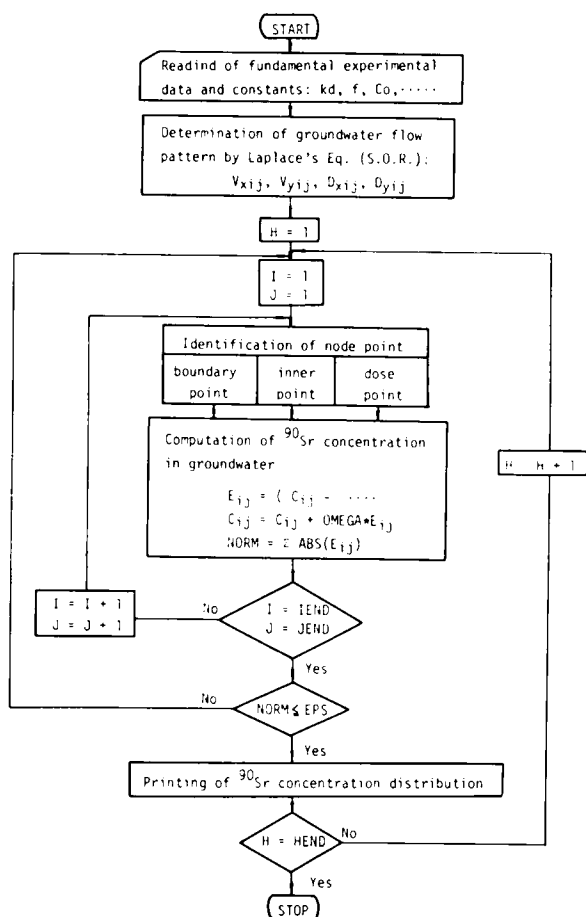 START
Readind of fundamental experimental
data and constants: kd, f, Co,·····
Determination of groundwater flow
pattern by Laplace's Eq. (S.O.R.):
Vxij, Vyij, Dxij, Dyij
H = 1
I = 1
J = 1
Identification of node point
boundary point
inner point
dose point
Computation of 90Sr concentration
in groundwater
Eij = ( Cij - ····
Cij = Cij + OMEGA*Eij
NORM = Σ ABS(Eij)
H H + 1
I = I + 1
J = J + 1
No
I = IEND
J = JEND
Yes
No
NORM ≦ EPS
Yes
Printing of 90Sr concentration distribution
H = HEND
No
Yes
STOP